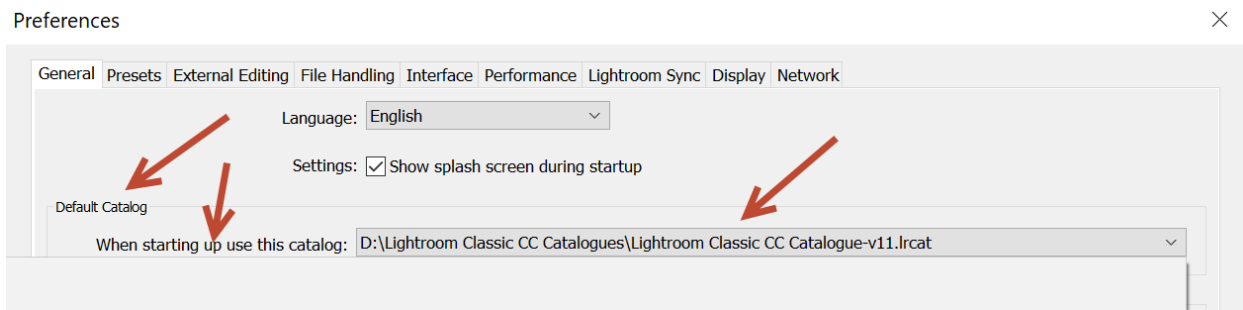 Preferences
General Presets External Editing File Handling Interface Performance Lightroom Sync Display Network
Language: English
Settings: Show splash screen during startup
Default Catalog
When starting up use this catalog: D:\Lightroom Classic CC Catalogues\Lightroom Classic CC Catalogue-v11.lrcat